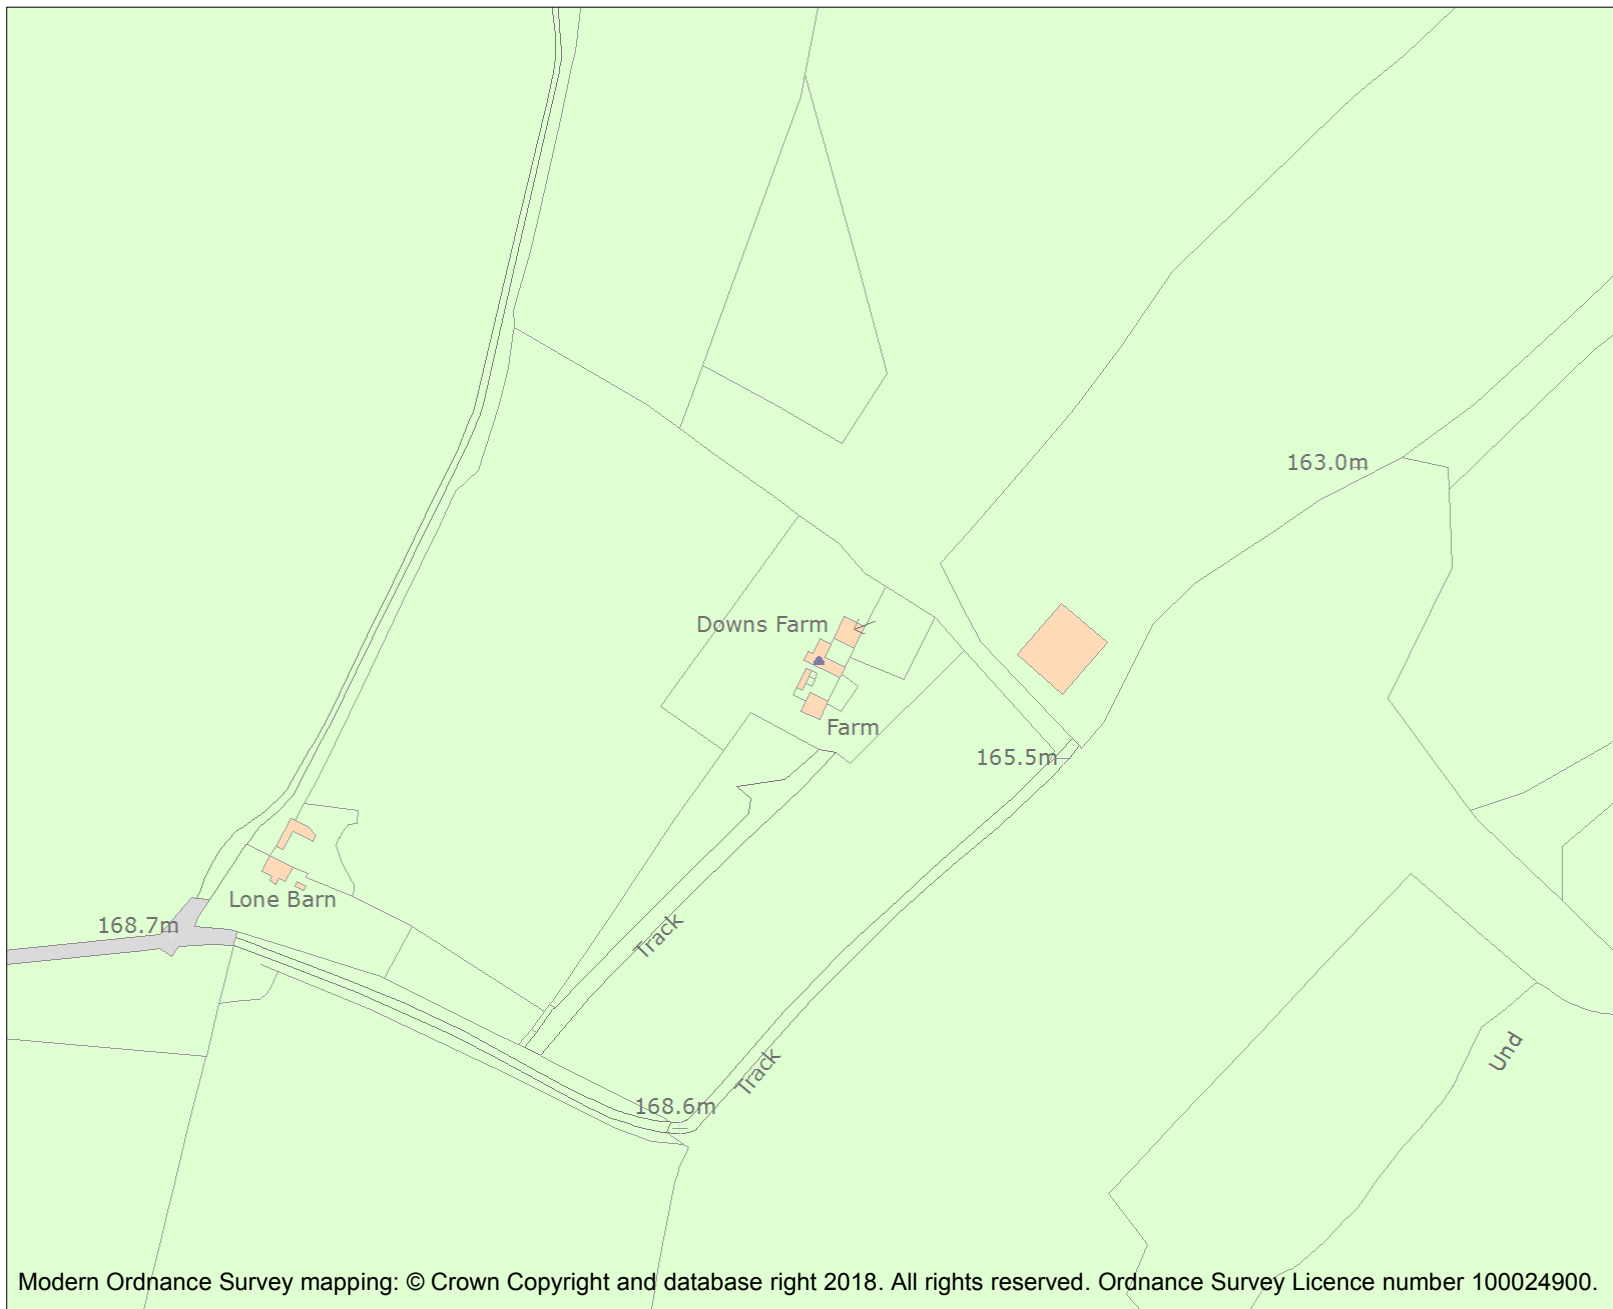 163.0m
Downs Farm
Farm
165.5m
Lone Barn
168.7m
Track
Track
168.6m
Und
Modern Ordnance Survey mapping: © Crown Copyright and database right 2018. All rights reserved. Ordnance Survey Licence number 100024900.